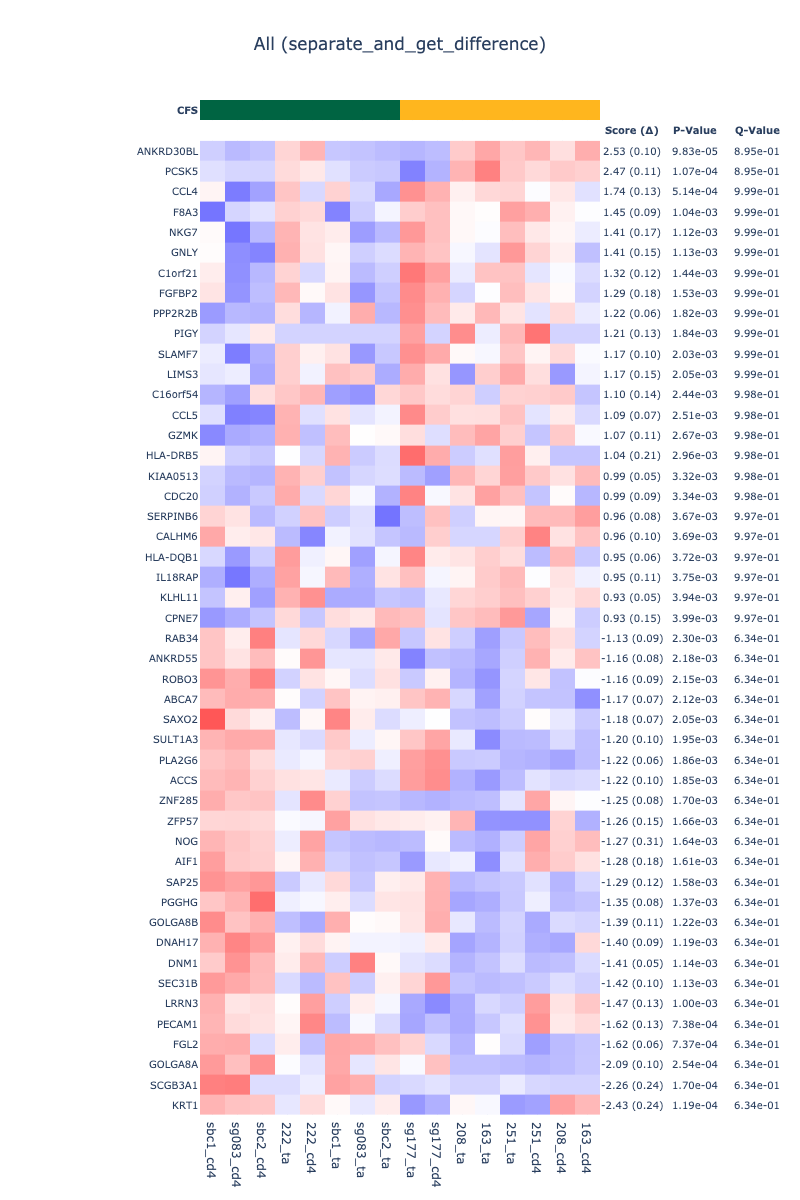 All (separate_and_get_difference)
CFS
Score (Δ) P-Value Q-Value
ANKRD30BL 2.53 (0.10) 9.83e-05 8.95e-01
PCSK5 2.47 (0.11) 1.07e-04 8.95e-01
CCL4 1.74 (0.13) 5.14e-04 9.99e-01
F8A3 1.45 (0.09) 1.04e-03 9.99e-01
NKG7 1.41 (0.17) 1.12e-03 9.99e-01
GNLY 1.41 (0.15) 1.13e-03 9.99e-01
C1orf21 1.32 (0.12) 1.44e-03 9.99e-01
FGFBP2 1.29 (0.18) 1.53e-03 9.99e-01
PPP2R2B 1.22 (0.06) 1.82e-03 9.99e-01
PIGY 1.21 (0.13) 1.84e-03 9.99e-01
SLAMF7 1.17 (0.10) 2.03e-03 9.99e-01
LIMS3 1.17 (0.15) 2.05e-03 9.99e-01
C16orf54 1.10 (0.14) 2.44e-03 9.98e-01
CCL5 1.09 (0.07) 2.51e-03 9.98e-01
GZMK 1.07 (0.11) 2.67e-03 9.98e-01
HLA-DRB5 1.04 (0.21) 2.96e-03 9.98e-01
KIAA0513 0.99 (0.05) 3.32e-03 9.98e-01
CDC20 0.99 (0.09) 3.34e-03 9.98e-01
SERPINB6 0.96 (0.08) 3.67e-03 9.97e-01
CALHM6 0.96 (0.10) 3.69e-03 9.97e-01
HLA-DQB1 0.95 (0.06) 3.72e-03 9.97e-01
IL18RAP 0.95 (0.11) 3.75e-03 9.97e-01
KLHL11 0.93 (0.05) 3.94e-03 9.97e-01
CPNE7 0.93 (0.15) 3.99e-03 9.97e-01
RAB34 -1.13 (0.09) 2.30e-03 6.34e-01
ANKRD55 -1.16 (0.08) 2.18e-03 6.34e-01
ROBO3 -1.16 (0.09) 2.15e-03 6.34e-01
ABCA7 -1.17 (0.07) 2.12e-03 6.34e-01
SAXO2 -1.18 (0.07) 2.05e-03 6.34e-01
SULT1A3 -1.20 (0.10) 1.95e-03 6.34e-01
PLA2G6 -1.22 (0.06) 1.86e-03 6.34e-01
ACCS -1.22 (0.10) 1.85e-03 6.34e-01
ZNF285 -1.25 (0.08) 1.70e-03 6.34e-01
ZFP57 -1.26 (0.15) 1.66e-03 6.34e-01
NOG -1.27 (0.31) 1.64e-03 6.34e-01
AIF1 -1.28 (0.18) 1.61e-03 6.34e-01
SAP25 -1.29 (0.12) 1.58e-03 6.34e-01
PGGHG -1.35 (0.08) 1.37e-03 6.34e-01
GOLGA8B -1.39 (0.11) 1.22e-03 6.34e-01
DNAH17 -1.40 (0.09) 1.19e-03 6.34e-01
DNM1 -1.41 (0.05) 1.14e-03 6.34e-01
SEC31B -1.42 (0.10) 1.13e-03 6.34e-01
LRRN3 -1.47 (0.13) 1.00e-03 6.34e-01
PECAM1 -1.62 (0.13) 7.38e-04 6.34e-01
FGL2 -1.62 (0.06) 7.37e-04 6.34e-01
GOLGA8A -2.09 (0.10) 2.54e-04 6.34e-01
SCGB3A1 -2.26 (0.24) 1.70e-04 6.34e-01
KRT1 -2.43 (0.24) 1.19e-04 6.34e-01
sbc1_cd4
sg083_cd4
sbc2_cd4
222_ta
222_cd4
sbc1_ta
sg083_ta
sbc2_ta
sg177_ta
sg177_cd4
208_ta
163_ta
251_ta
251_cd4
208_cd4
163_cd4